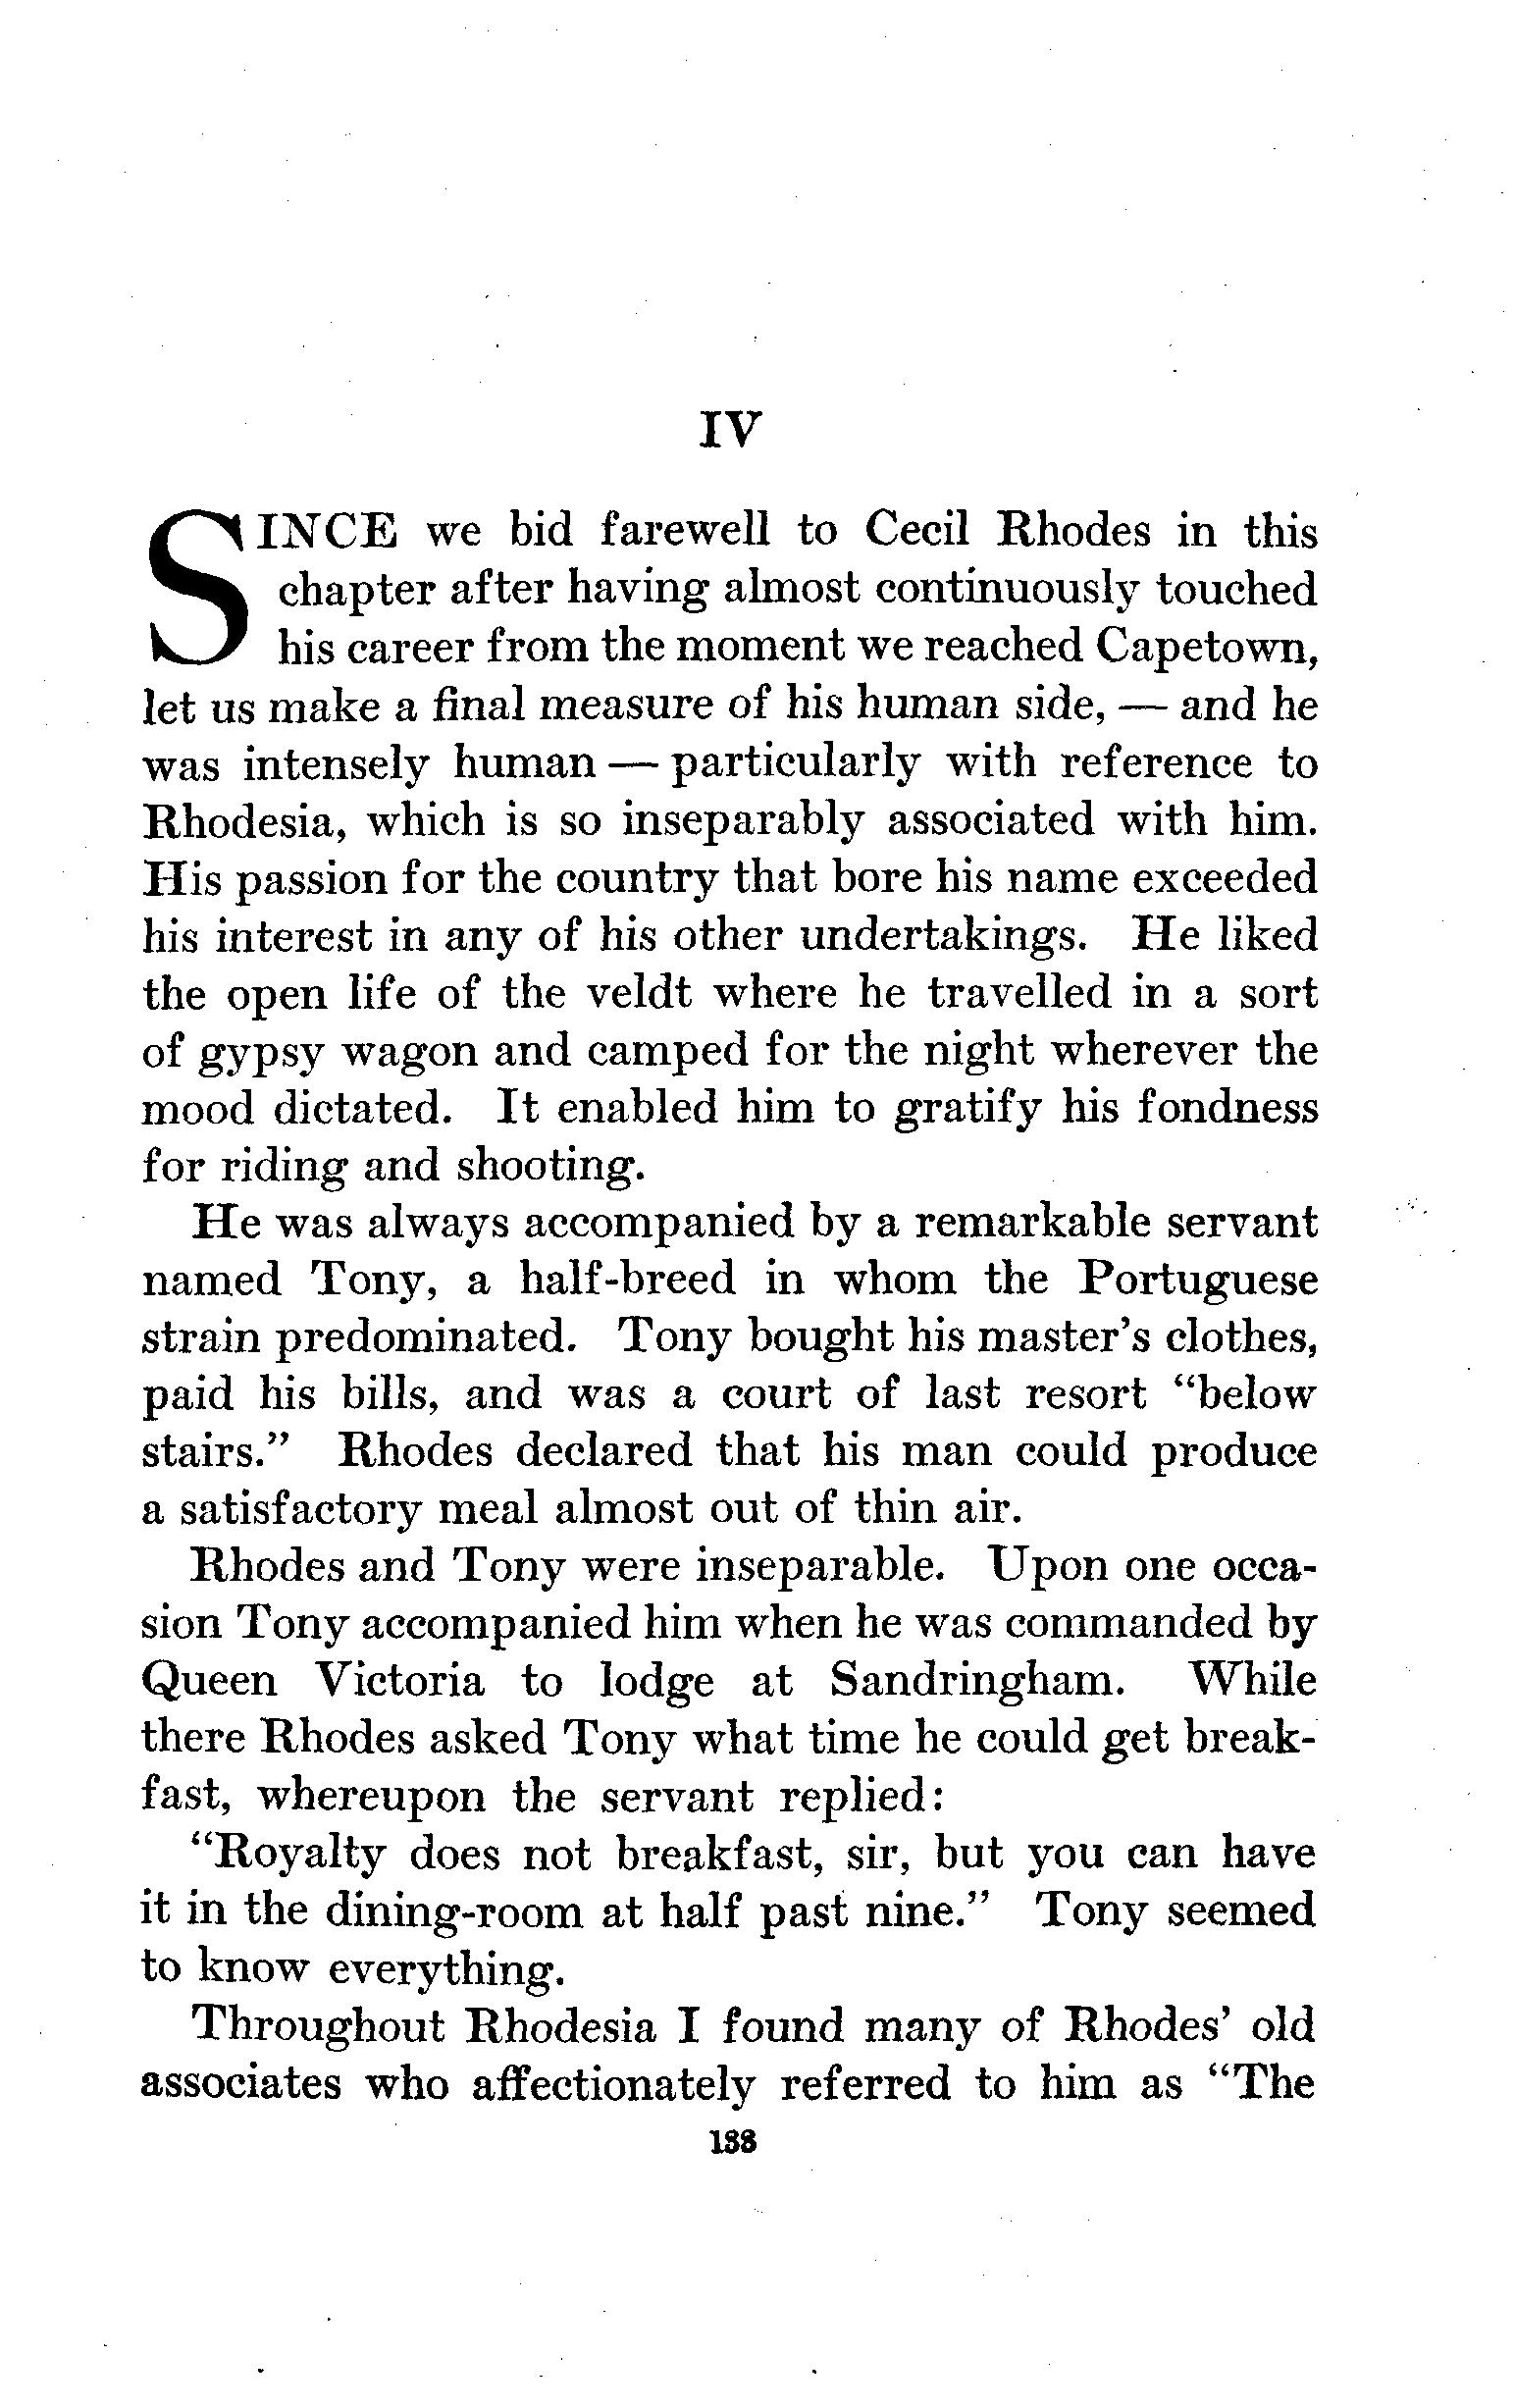 IV
SINCE we bid farewell to Cecil Rhodes in this
chapter after having almost continuously touched
his career from the moment we reached Capetown,
let us make a final measure of his human side, — and he
was intensely human — particularly with reference to
Rhodesia, which is so inseparably associated with him.
His passion for the country that bore his name exceeded
his interest in any of his other undertakings. He liked
the open life of the veldt where he travelled in a sort
of gypsy wagon and camped for the night wherever the
mood dictated. It enabled him to gratify his fondness
for riding and shooting.
He was always accompanied by a remarkable servant
named Tony, a half-breed in whom the Portuguese
strain predominated. Tony bought his master's clothes,
paid his bills, and was a court of last resort "below
stairs." Rhodes declared that his man could produce
a satisfactory meal almost out of thin air.
Rhodes and Tony were inseparable. Upon one occa-
sion Tony accompanied him when he was commanded by
Queen Victoria to lodge at Sandringham. While
there Rhodes asked Tony what time he could get break-
fast, whereupon the servant replied:
"Royalty does not breakfast, sir, but you can have
it in the dining-room at half past nine." Tony seemed
to know everything.
Throughout Rhodesia I found many of Rhodes' old
associates who affectionately referred to him as "The
138